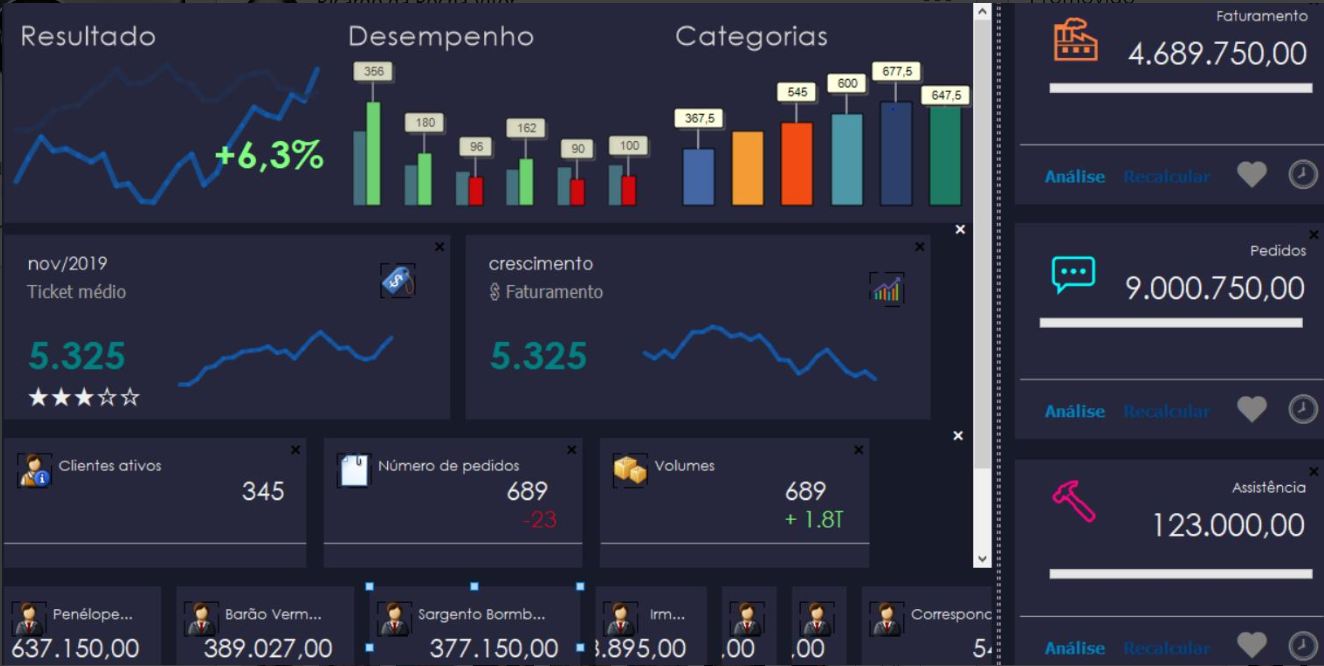 Resultado
+6,3%
Desempenho
356
180
96
162
90
100
Categorias
367,5
545
600
677,5
647,5
nov/2019
Ticket médio
5.325
crescimento
$ Faturamento
5.325
Clientes ativos
345
Número de pedidos
689
-23
Volumes
689
+ 1.8T
Penélope...
637.150,00
Barão Verm...
389.027,00
Sargento Bormb...
377.150,00
Irm...
3.895,00
,00
,00
Correspond
54
Faturamento
4.689.750,00
Análise Recalcular
Pedidos
9.000.750,00
Análise Recalcular
Assistência
123.000,00
Análise Recalcular